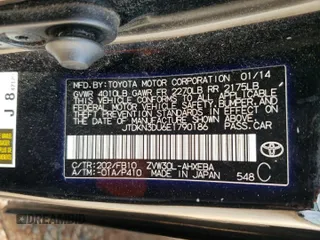 MFD. BY: TOYOTA MOTOR CORPORATION 01/14
GVWR 4010LB GAWR FR 2270LB RR 2175LB
THIS VEHICLE CONFORMS TO ALL APPLICABLE
FEDERAL MOTOR VEHICLE SAFETY, BUMPER, AND
THEFT PREVENTION STANDARDS IN EFFECT ON
THE DATE OF MANUFACTURE SHOWN ABOVE.
JTDKN3DU6E1790186
PASS. CAR
C/TR: 202/FB10 ZVW30L-AHXEBA
A/TM: -01A/P410 MADE IN JAPAN 548 C
TOYOTA
J 8